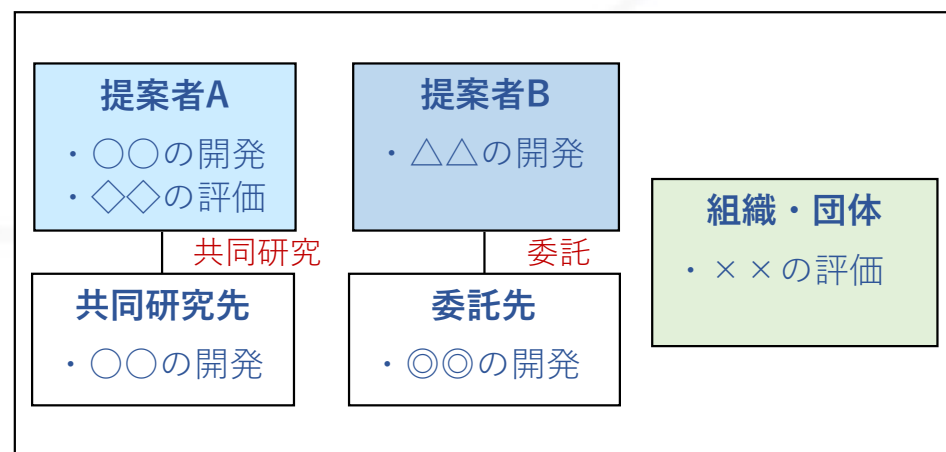 提案者A
・○○の開発
・◇◇の評価
共同研究
共同研究先
・○○の開発
提案者B
・△△の開発
委託
委託先
・◎◎の開発
組織・団体
・××の評価